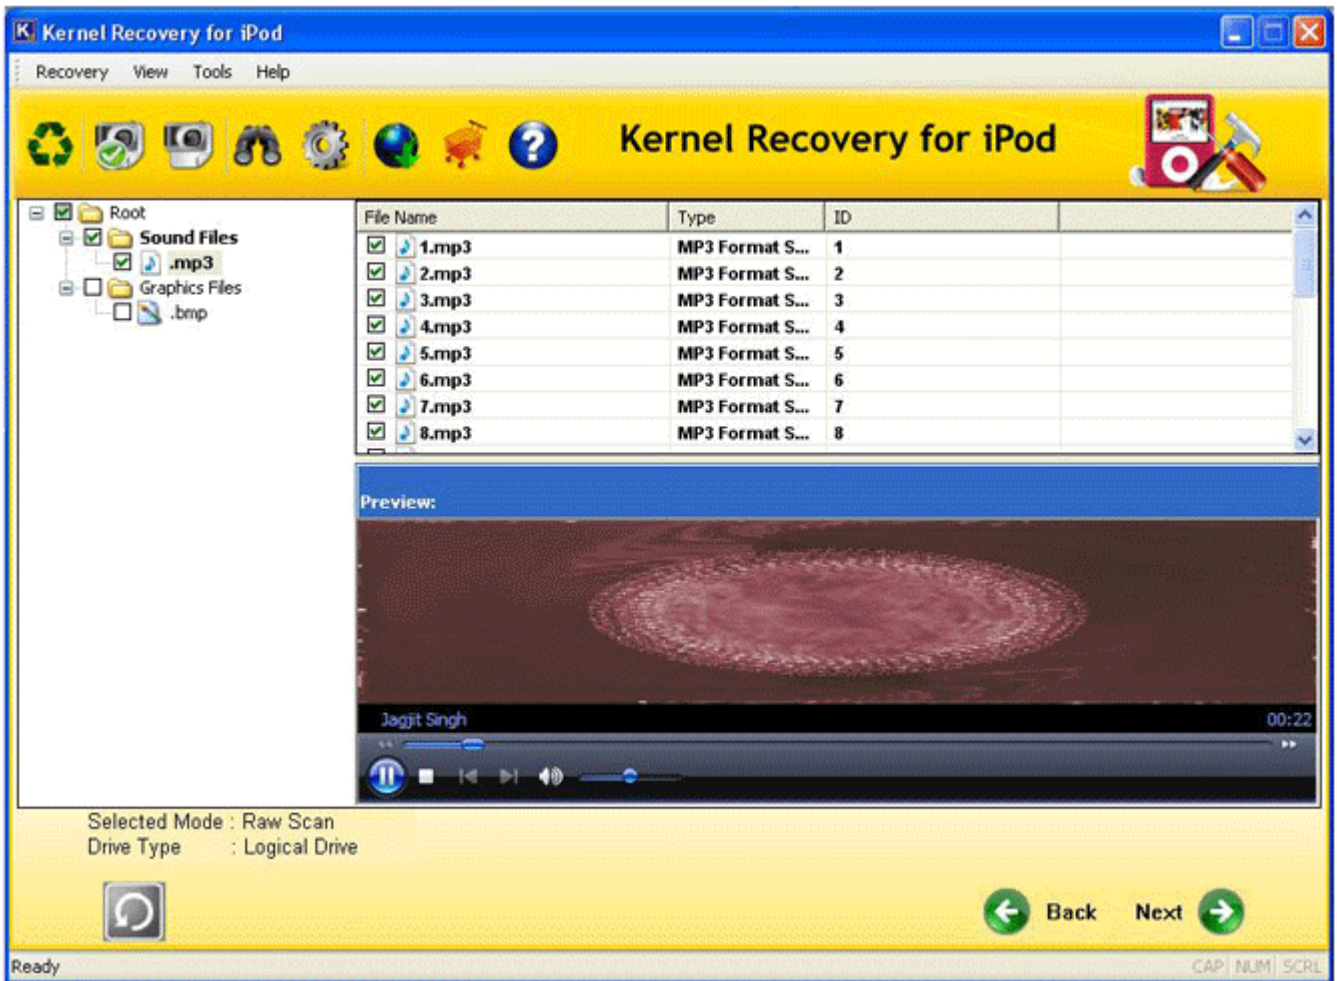 Kernel Recovery for iPod
Recovery View Tools Help
Kernel Recovery for iPod
Root
Sound Files
.mp3
Graphics Files
.bmp
File Name Type ID
1.mp3 MP3 Format S... 1
2.mp3 MP3 Format S... 2
3.mp3 MP3 Format S... 3
4.mp3 MP3 Format S... 4
5.mp3 MP3 Format S... 5
6.mp3 MP3 Format S... 6
7.mp3 MP3 Format S... 7
8.mp3 MP3 Format S... 8
Preview:
Jagjit Singh 00:22
Selected Mode : Raw Scan
Drive Type : Logical Drive
Back Next
Ready CAP NUM SCRL